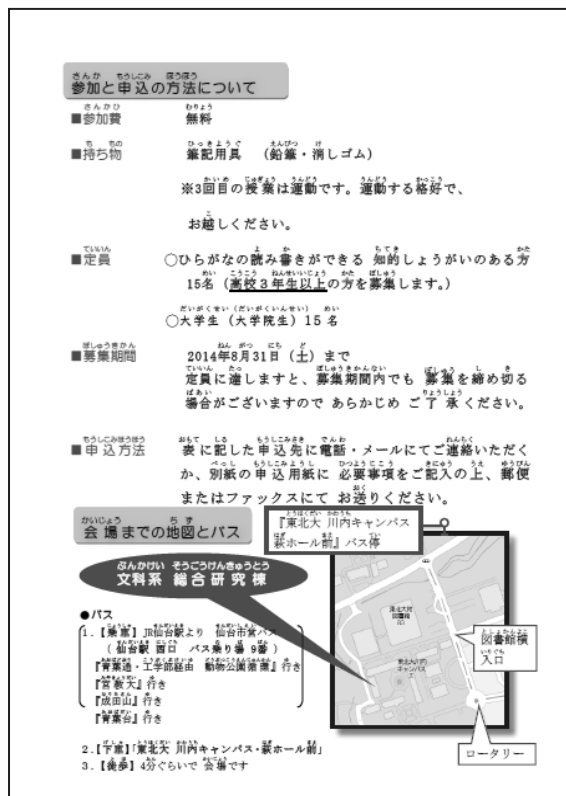 参加と申込の方法について
■参加費 無料
■持ち物 筆記用具 （鉛筆・消しゴム）
※3回目の授業は運動です。運動する格好で、
お越しください。
■定員 ○ひらがなの読み書きができる 知的しょうがいのある方
15名（高校３年生以上の方を募集します。）
○大学生（大学院生）15名
■募集期間 2014年8月31日（土）まで
定員に達しますと、募集期間内でも 募集を締め切る
場合がございますので あらかじめ ご了承ください。
■申込方法 表に記した申込先に電話・メールにてご連絡いただく
か、別紙の申込用紙に 必要事項をご記入の上、郵便
またはファックスにて お送りください。
会場までの地図とバス
『東北大 川内キャンパス
萩ホール前』バス停
文科系 総合研究棟
●バス
1.【乗車】JR仙台駅より 仙台市営バス
（仙台駅 西口 バス乗り場 9番）
『青葉通・工学部経由 動物公園循環』行き
『宮教大』行き
『成田山』行き
『青葉台』行き
2.【下車】「東北大 川内キャンパス・萩ホール前」
3.【徒歩】4分ぐらいで 会場です
図書館横
入口
ロータリー